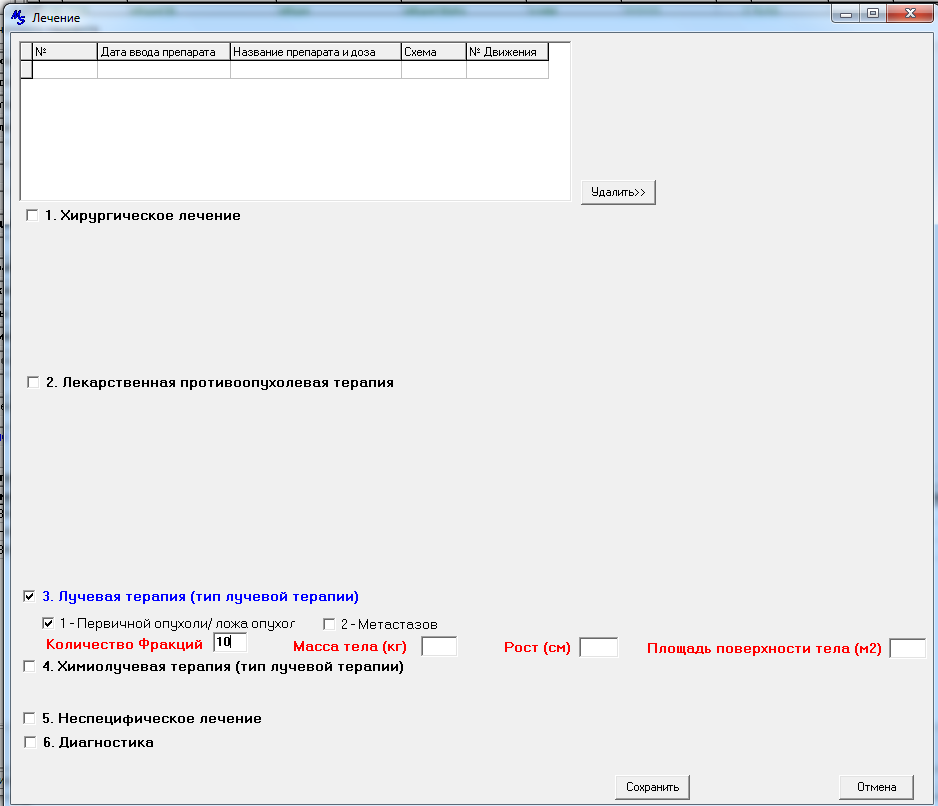 Лечение
№ Дата ввода препарата Название препарата и доза Схема № Движения
Удалить>>
1. Хирургическое лечение
2. Лекарственная противоопухолевая терапия
3. Лучевая терапия (тип лучевой терапии)
1 - Первичной опухоли/ ложа опухол 2 - Метастазов
Количество Фракций 10 Масса тела (кг) Рост (см) Площадь поверхности тела (м2)
4. Химиолучевая терапия (тип лучевой терапии)
5. Неспецифическое лечение
6. Диагностика
Сохранить Отмена